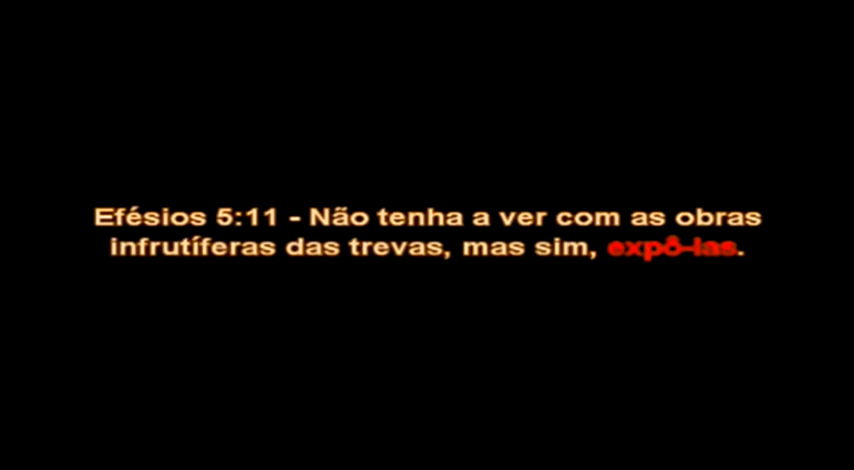 Efésios 5:11 - Não tenha a ver com as obras
infrutíferas das trevas, mas sim, expô-las.